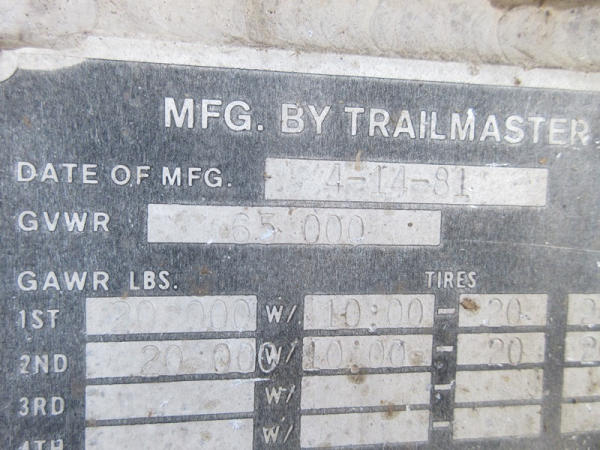 MFG. BY TRAILMASTER
DATE OF MFG. 4-14-81
GVWR 65 000
GAWR LBS. TIRES
1ST 20 000 W/ 10:00 - 20
2ND 20 000 W/ 10:00 - 20
3RD W/ -
4TH W/ -